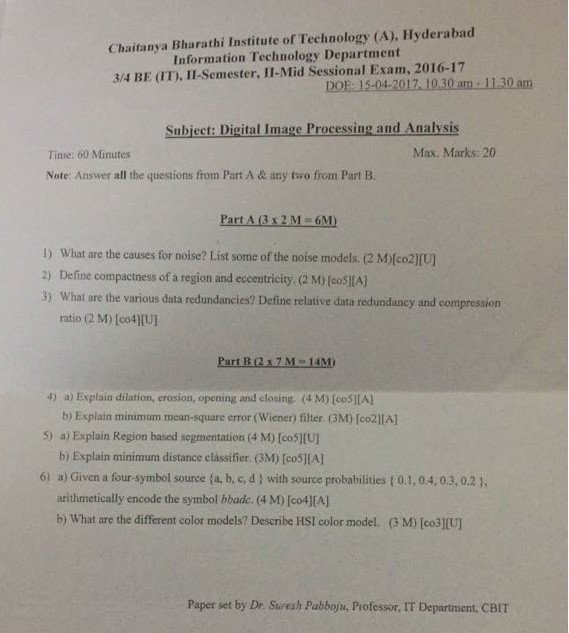 Chaitanya Bharathi Institute of Technology (A), Hyderabad
Information Technology Department
3/4 BE (IT), II-Semester, II-Mid Sessional Exam, 2016-17
DOE: 15-04-2017, 10.30 am - 11.30 am
Subject: Digital Image Processing and Analysis
Time: 60 Minutes Max. Marks: 20
Note: Answer all the questions from Part A & any two from Part B.
Part A (3 x 2 M = 6M)
1) What are the causes for noise? List some of the noise models. (2 M)[co2][U]
2) Define compactness of a region and eccentricity. (2 M) [co5][A]
3) What are the various data redundancies? Define relative data redundancy and compression
ratio (2 M) [co4][U]
Part B (2 x 7 M = 14M)
4) a) Explain dilation, erosion, opening and closing. (4 M) [co5][A]
b) Explain minimum mean-square error (Wiener) filter. (3M) [co2][A]
5) a) Explain Region based segmentation (4 M) [co5][U]
b) Explain minimum distance classifier. (3M) [co5][A]
6) a) Given a four-symbol source {a, b, c, d } with source probabilities { 0.1, 0.4, 0.3, 0.2 },
arithmetically encode the symbol bbadc. (4 M) [co4][A]
b) What are the different color models? Describe HSI color model. (3 M) [co3][U]
Paper set by Dr. Suresh Pabboju, Professor, IT Department, CBIT